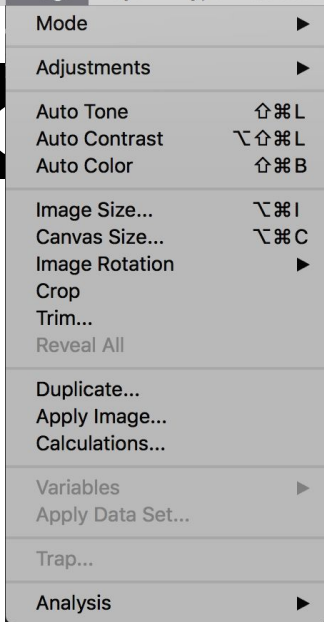 Mode ▶
Adjustments ▶
Auto Tone ⇧⌘L
Auto Contrast ⌥⇧⌘L
Auto Color ⇧⌘B
Image Size... ⌥⌘I
Canvas Size... ⌥⌘C
Image Rotation ▶
Crop
Trim...
Reveal All
Duplicate...
Apply Image...
Calculations...
Variables ▶
Apply Data Set...
Trap...
Analysis ▶